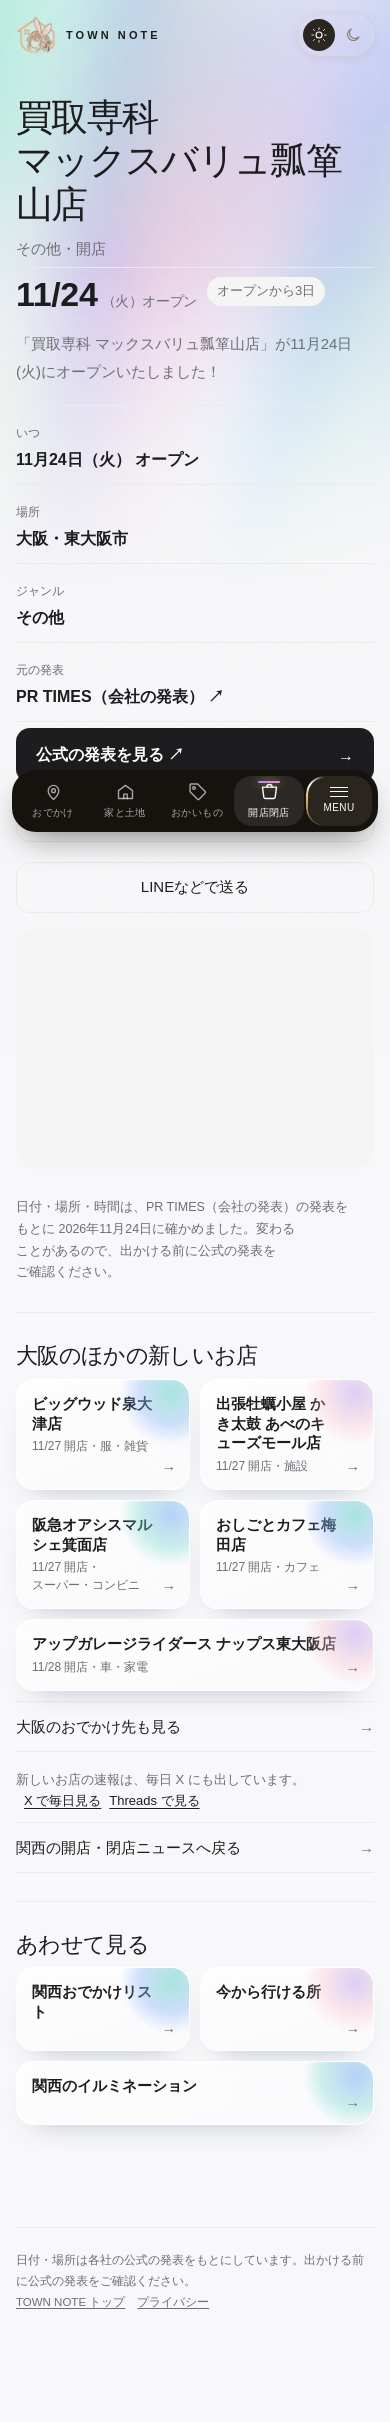 TOWN NOTE
買取専科
マックスバリュ瓢箪
山店
その他・開店
11/24（火）オープン オープンから3日
「買取専科 マックスバリュ瓢箪山店」が11月24日
(火)にオープンいたしました！
いつ
11月24日（火） オープン
場所
大阪・東大阪市
ジャンル
その他
元の発表
PR TIMES（会社の発表） ↗
公式の発表を見る ↗ →
おでかけ 家と土地 おかいもの 開店閉店 MENU
LINEなどで送る
日付・場所・時間は、PR TIMES（会社の発表）の発表を
もとに 2026年11月24日に確かめました。変わる
ことがあるので、出かける前に公式の発表を
ご確認ください。
大阪のほかの新しいお店
ビッグウッド泉大
津店
11/27 開店・服・雑貨
→
出張牡蠣小屋 か
き太鼓 あべのキ
ューズモール店
11/27 開店・施設
→
阪急オアシスマル
シェ箕面店
11/27 開店・
スーパー・コンビニ →
おしごとカフェ梅
田店
11/27 開店・カフェ
→
アップガレージライダース ナップス東大阪店
11/28 開店・車・家電 →
大阪のおでかけ先も見る →
新しいお店の速報は、毎日 X にも出しています。
X で毎日見る Threads で見る
関西の開店・閉店ニュースへ戻る →
あわせて見る
関西おでかけリス
ト
→
今から行ける所
→
関西のイルミネーション
→
日付・場所は各社の公式の発表をもとにしています。出かける前
に公式の発表をご確認ください。
TOWN NOTE トップ プライバシー